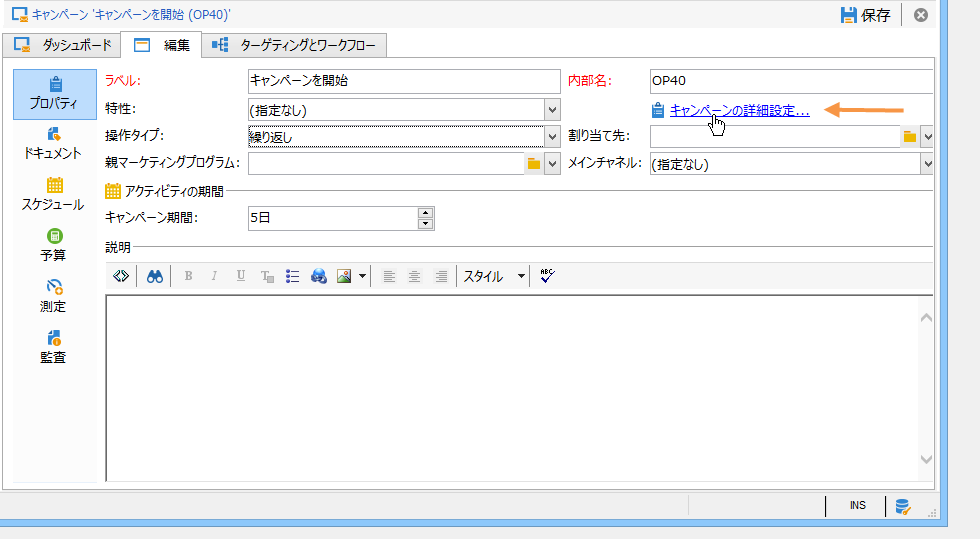 キャンペーン 'キャンペーンを開始 (OP40)'
保存
ダッシュボード 編集 ターゲティングとワークフロー
プロパティ
ドキュメント
スケジュール
予算
測定
監査
ラベル: キャンペーンを開始 内部名: OP40
特性: (指定なし) キャンペーンの詳細設定...
操作タイプ: 繰り返し 割り当て先:
親マーケティングプログラム: メインチャネル: (指定なし)
アクティビティの期間
キャンペーン期間: 5日
説明
B I U T スタイル ABC
INS